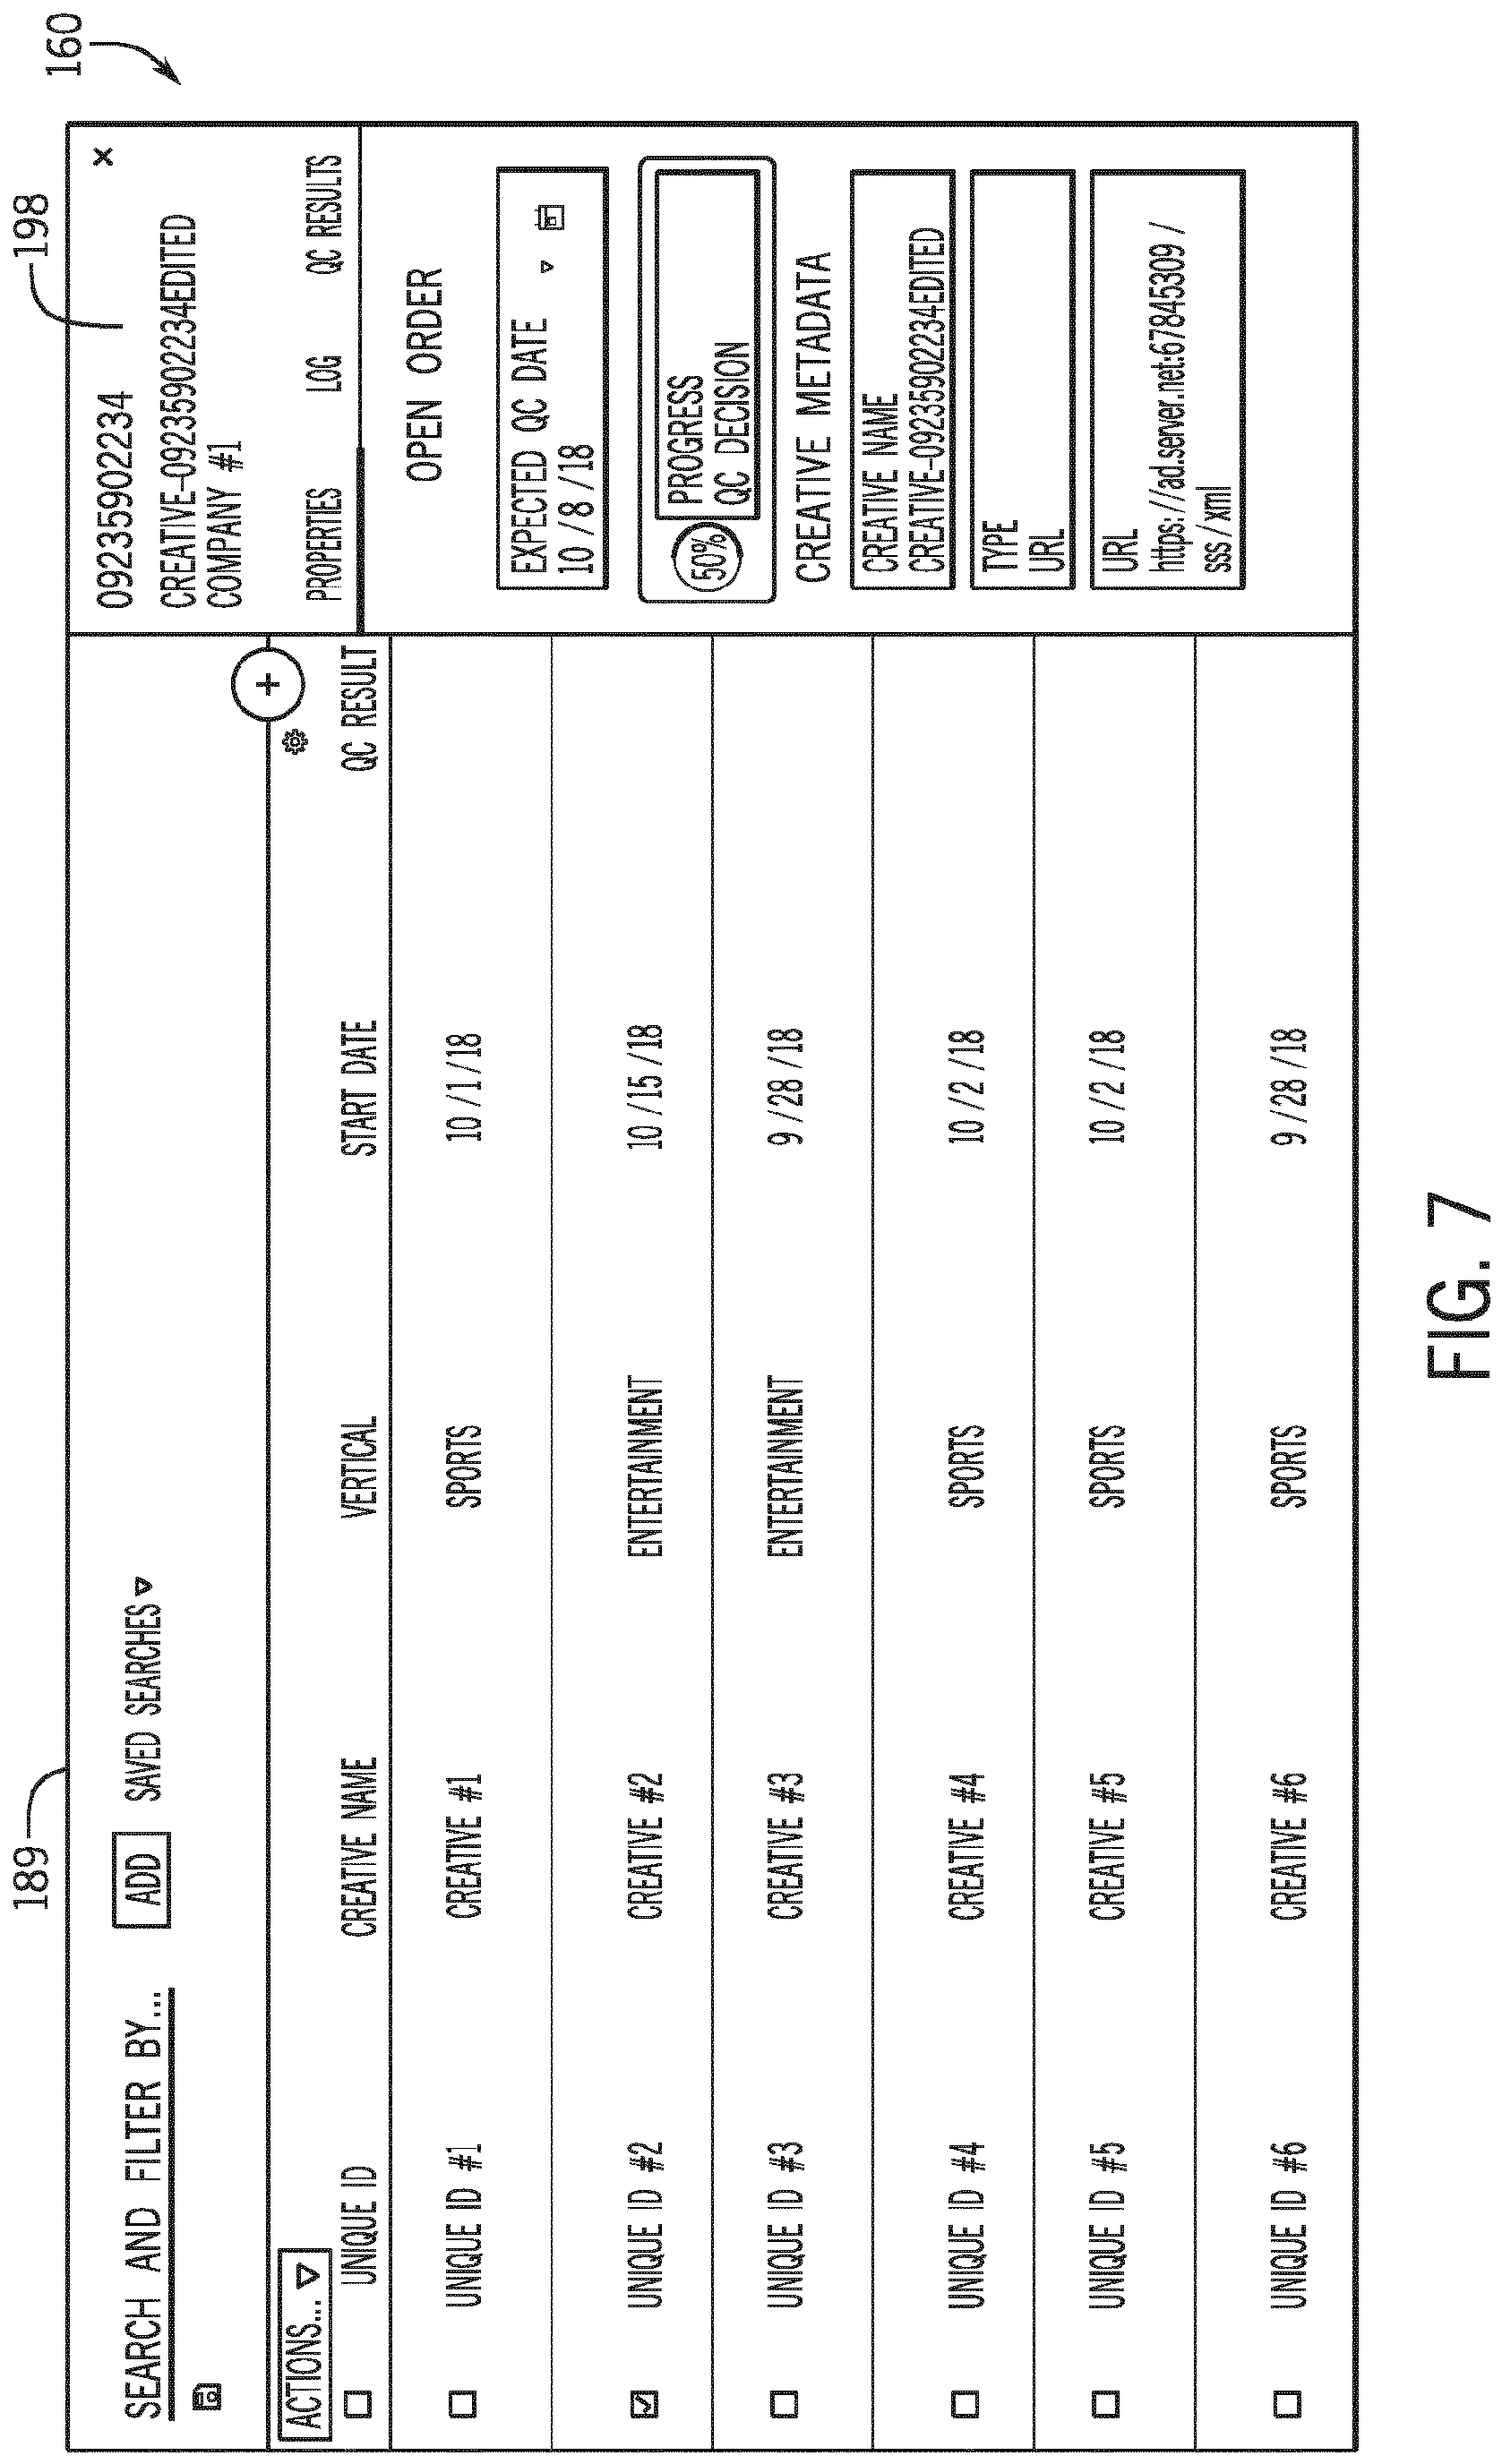 160
189
198
SEARCH AND FILTER BY...
ADD
SAVED SEARCHES
ACTIONS...
UNIQUE ID CREATIVE NAME VERTICAL START DATE QC RESULT
UNIQUE ID #1 CREATIVE #1 SPORTS 10/1/18
UNIQUE ID #2 CREATIVE #2 ENTERTAINMENT 10/15/18
UNIQUE ID #3 CREATIVE #3 ENTERTAINMENT 9/28/18
UNIQUE ID #4 CREATIVE #4 SPORTS 10/2/18
UNIQUE ID #5 CREATIVE #5 SPORTS 10/2/18
UNIQUE ID #6 CREATIVE #6 SPORTS 9/28/18
09235902234
×
CREATIVE-09235902234EDITED
COMPANY #1
PROPERTIES LOG QC RESULTS
OPEN ORDER
EXPECTED QC DATE
10/8/18
50%
PROGRESS
QC DECISION
CREATIVE METADATA
CREATIVE NAME
CREATIVE-09235902234EDITED
TYPE
URL
URL
https://ad.server.net:67845309/
sss/xml
FIG. 7